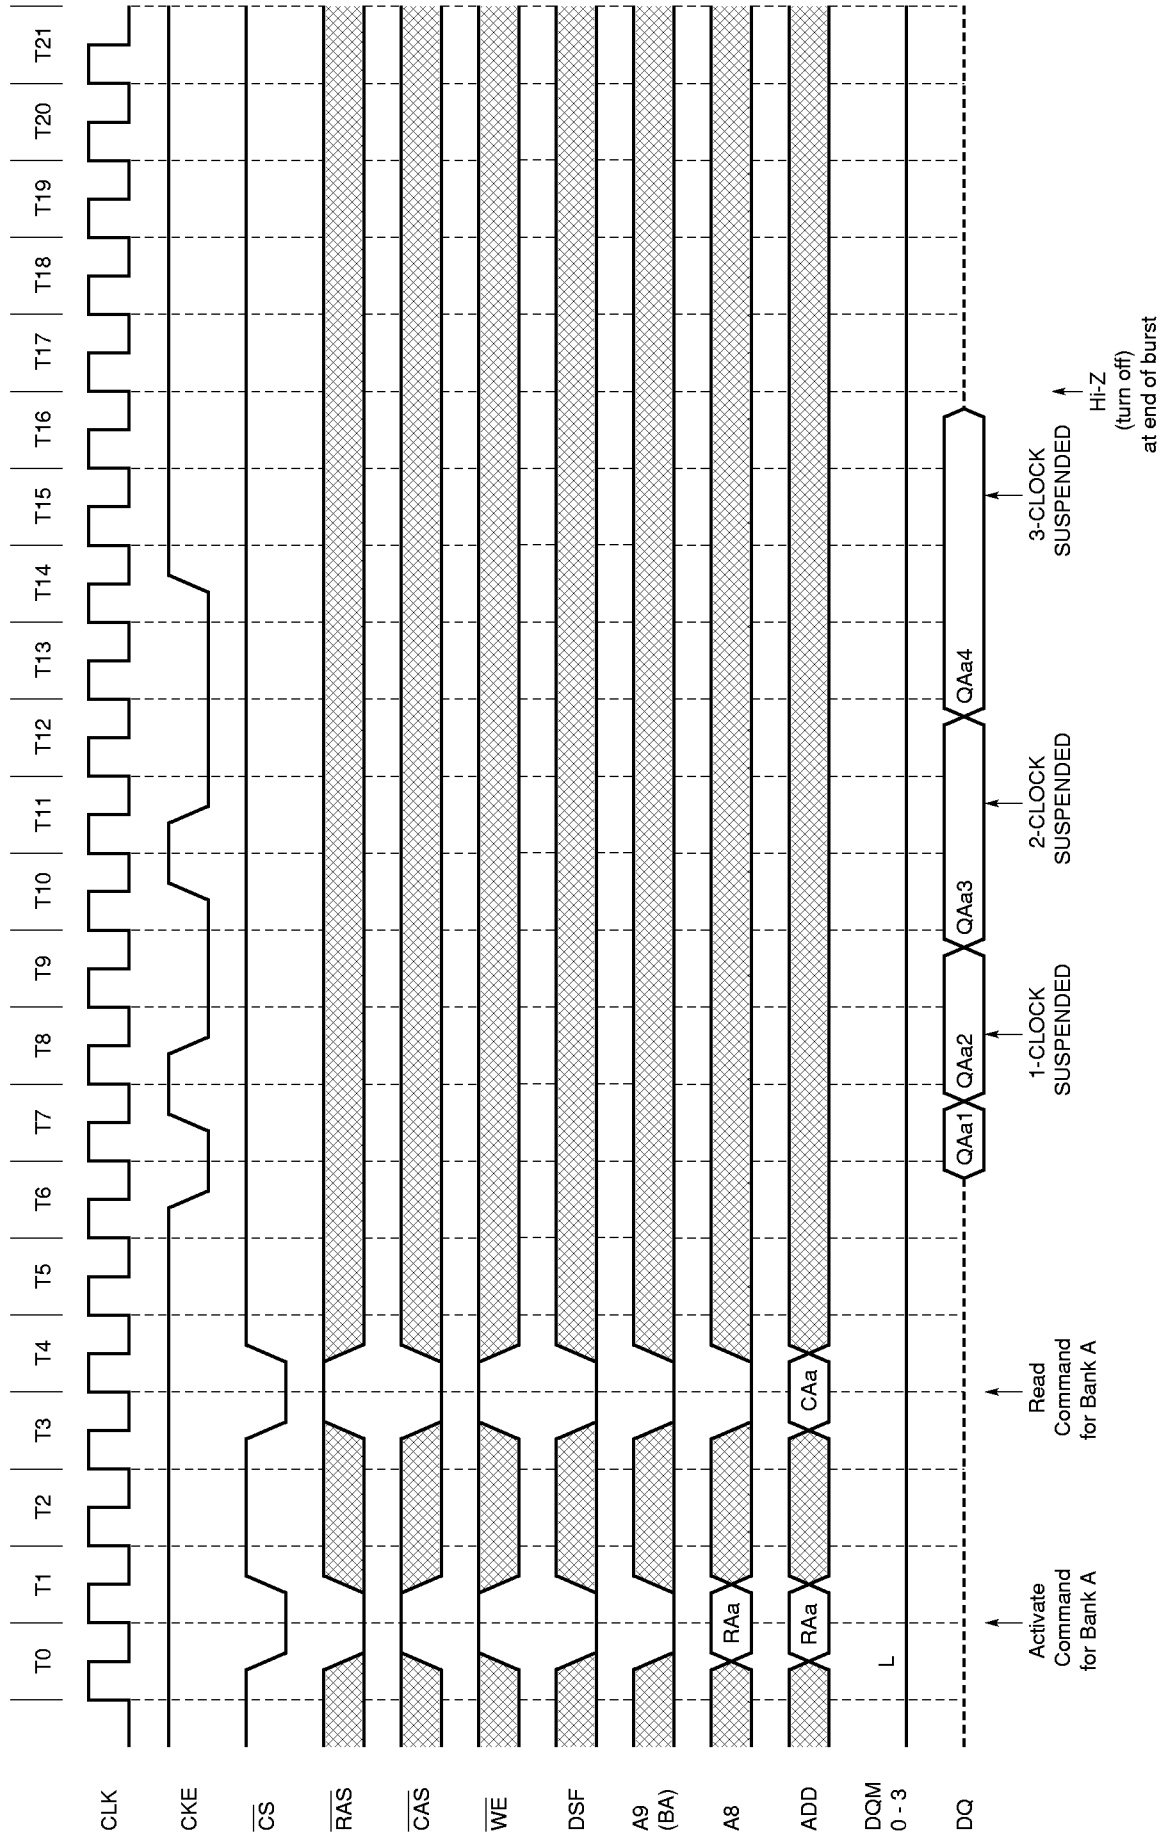 T0 T1 T2 T3 T4 T5 T6 T7 T8 T9 T10 T11 T12 T13 T14 T15 T16 T17 T18 T19 T20 T21
CLK
CKE
CS
RAS
CAS
WE
DSF
A9
(BA)
A8
RAa
ADD
RAa CAa
DQM
0 - 3
L
DQ
QAa1 QAa2 QAa3 QAa4
Activate
Command
for Bank A
Read
Command
for Bank A
1-CLOCK
SUSPENDED
2-CLOCK
SUSPENDED
3-CLOCK
SUSPENDED
Hi-Z
(turn off)
at end of burst